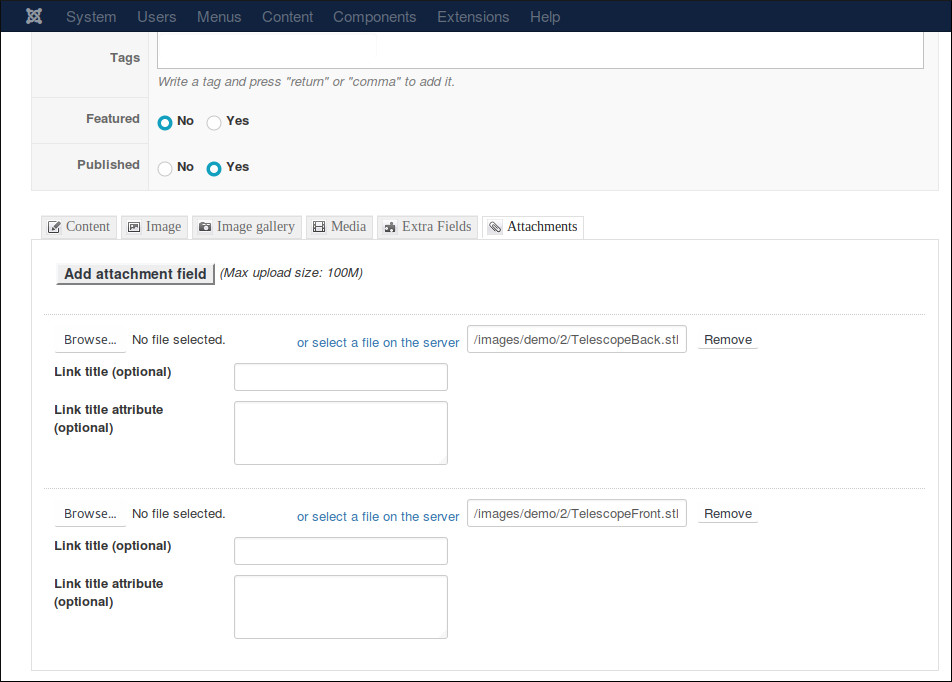 System Users Menus Content Components Extensions Help
Tags
Write a tag and press "return" or "comma" to add it.
Featured No Yes
Published No Yes
Content Image Image gallery Media Extra Fields Attachments
Add attachment field (Max upload size: 100M)
Browse... No file selected. or select a file on the server /images/demo/2/TelescopeBack.stl Remove
Link title (optional)
Link title attribute
(optional)
Browse... No file selected. or select a file on the server /images/demo/2/TelescopeFront.stl Remove
Link title (optional)
Link title attribute
(optional)